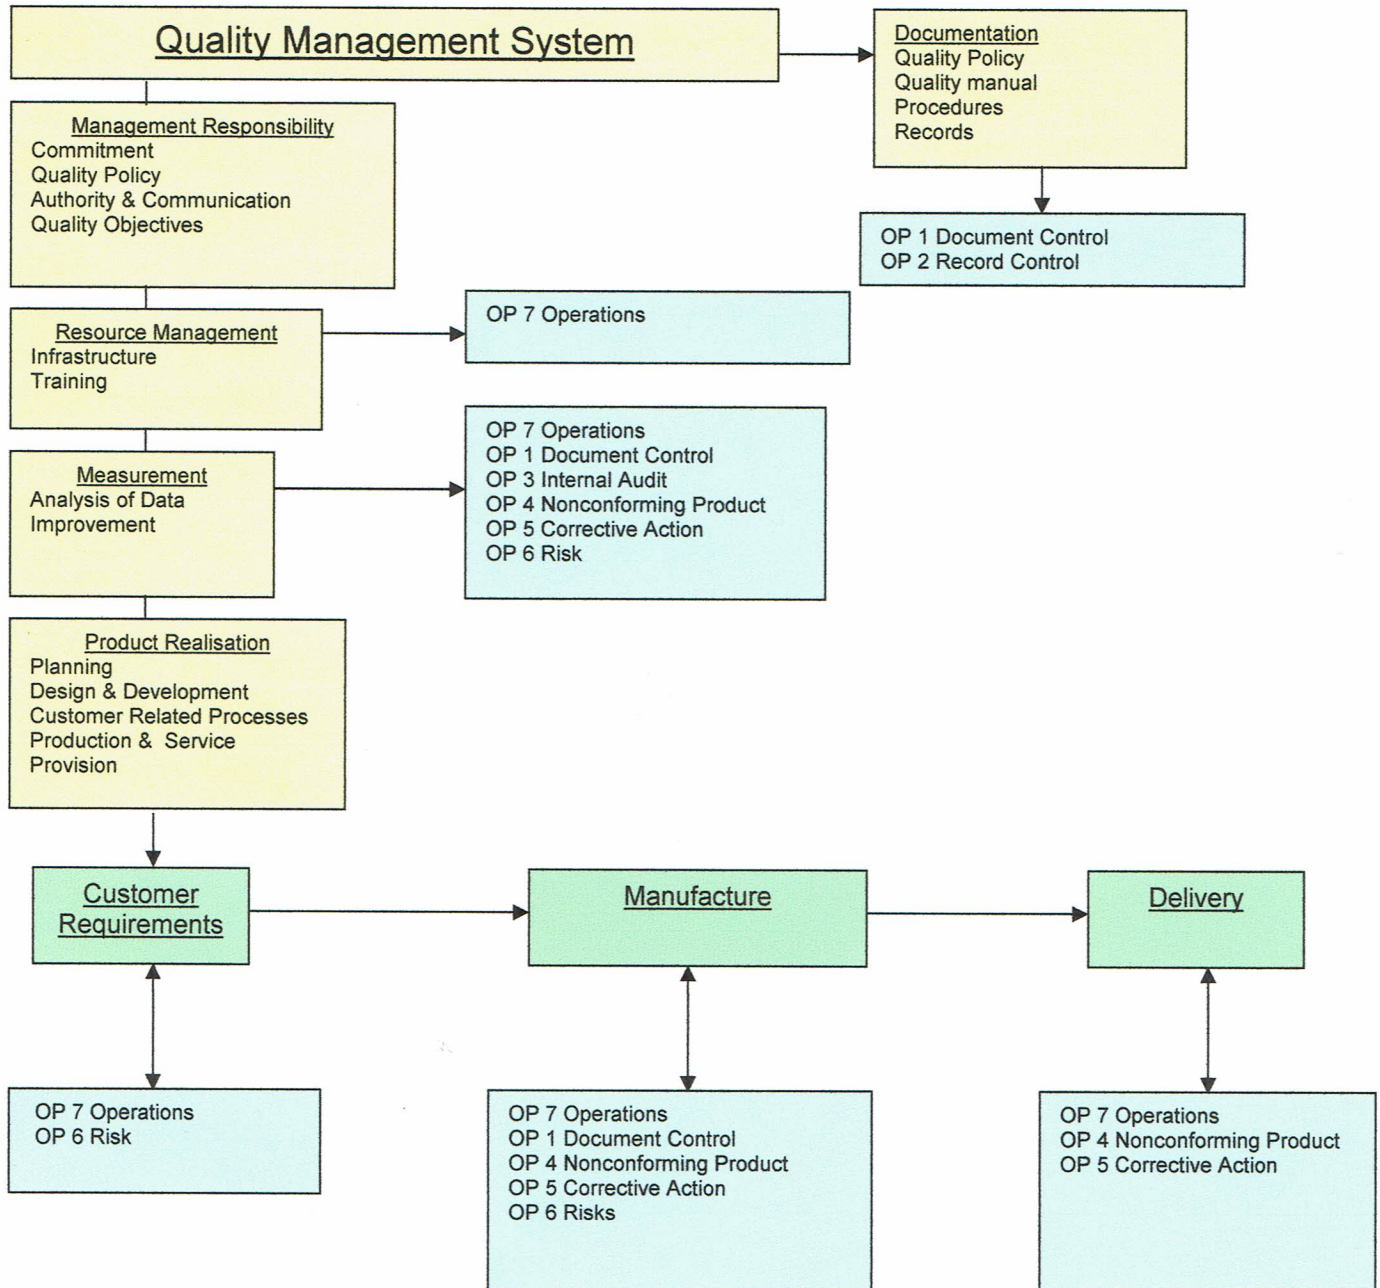 Quality Management System
Documentation
Quality Policy
Quality manual
Procedures
Records
Management Responsibility
Commitment
Quality Policy
Authority & Communication
Quality Objectives
OP 1 Document Control
OP 2 Record Control
Resource Management
Infrastructure
Training
OP 7 Operations
Measurement
Analysis of Data
Improvement
OP 7 Operations
OP 1 Document Control
OP 3 Internal Audit
OP 4 Nonconforming Product
OP 5 Corrective Action
OP 6 Risk
Product Realisation
Planning
Design & Development
Customer Related Processes
Production & Service
Provision
Customer
Requirements
Manufacture
Delivery
OP 7 Operations
OP 6 Risk
OP 7 Operations
OP 1 Document Control
OP 4 Nonconforming Product
OP 5 Corrective Action
OP 6 Risks
OP 7 Operations
OP 4 Nonconforming Product
OP 5 Corrective Action